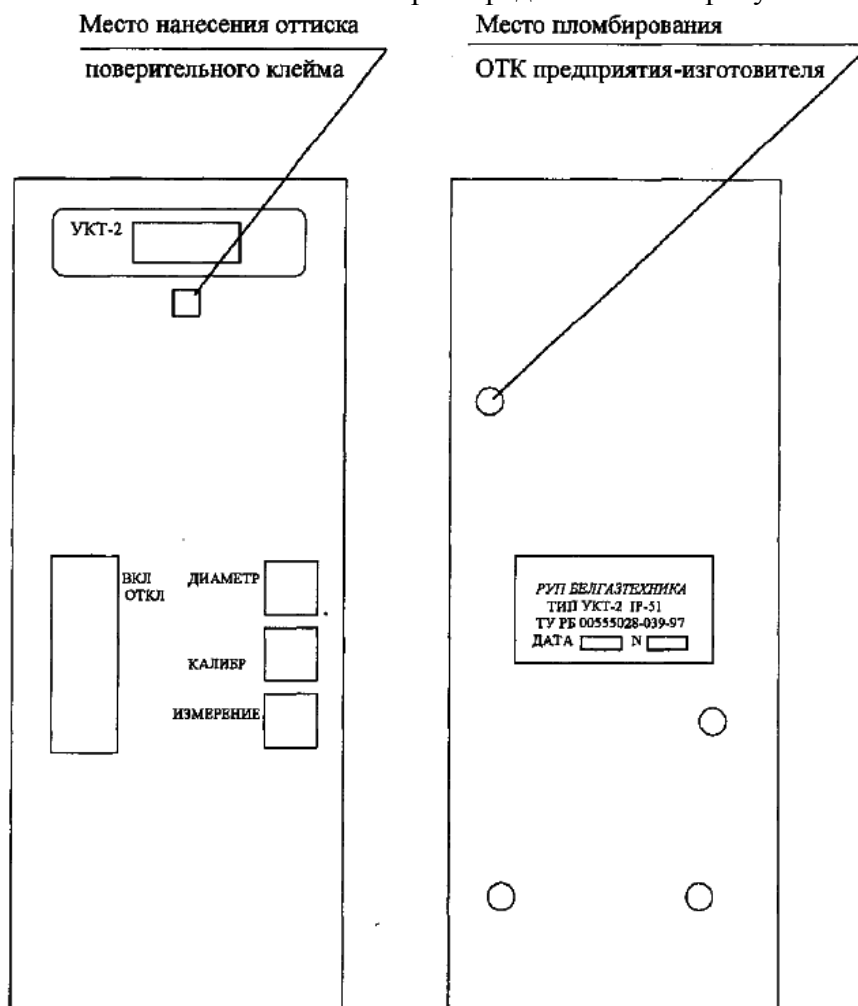 Место нанесения оттиска
поверительного клейма
Место пломбирования
ОТК предприятия-изготовителя
УКТ-2
ВКЛ
ОТКЛ
ДИАМЕТР
КАЛИБР
ИЗМЕРЕНИЕ
РУП БЕЛГАЗТЕХНИКА
ТИП УКТ-2 IP-51
ТУ РБ 00555028-039-97
ДАТА N